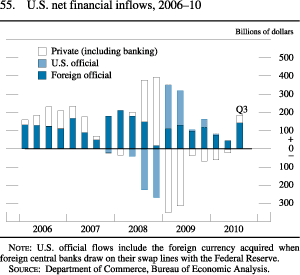 55. U.S. net financial inflows, 2006–10
Billions of dollars
Private (including banking)
U.S. official
Foreign official
Q3
400
300
200
100
+
0
–
100
200
300
2006 2007 2008 2009 2010
NOTE: U.S. official flows include the foreign currency acquired when
foreign central banks draw on their swap lines with the Federal Reserve.
SOURCE: Department of Commerce, Bureau of Economic Analysis.